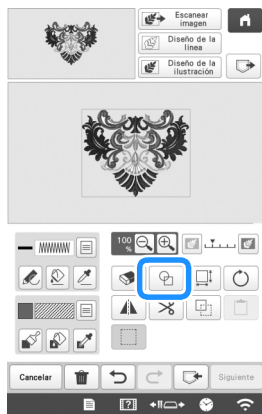 Escanear
imagen
Diseño de la
línea
Diseño de la
ilustración
100
%
Cancelar
Siguiente